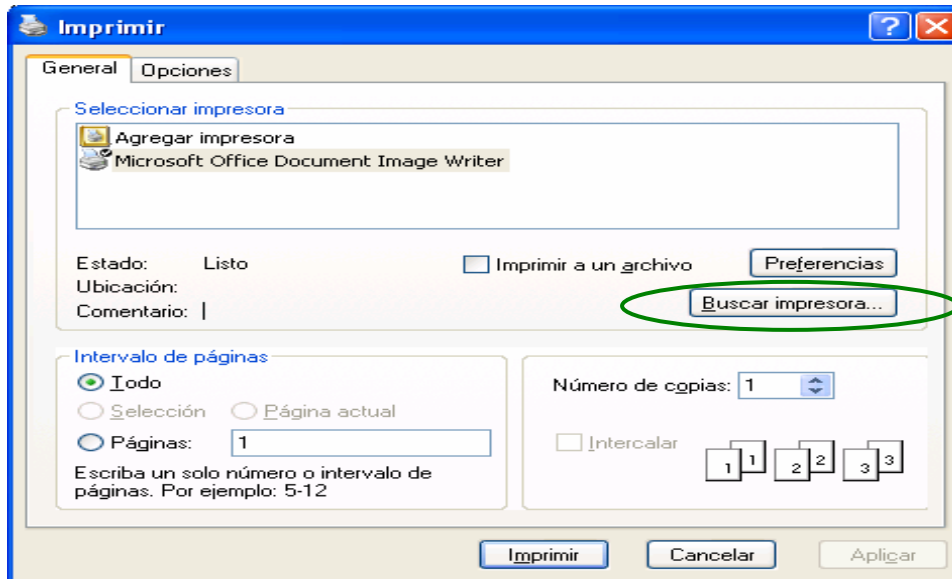 Imprimir
General Opciones
Seleccionar impresora
Agregar impresora
Microsoft Office Document Image Writer
Estado: Listo Imprimir a un archivo Preferencias
Ubicación:
Comentario: Buscar impresora...
Intervalo de páginas
Todo Número de copias: 1
Selección Página actual
Páginas: 1 Intercalar
1 1 2 2 3 3
Escriba un solo número o intervalo de
páginas. Por ejemplo: 5-12
Imprimir Cancelar Aplicar